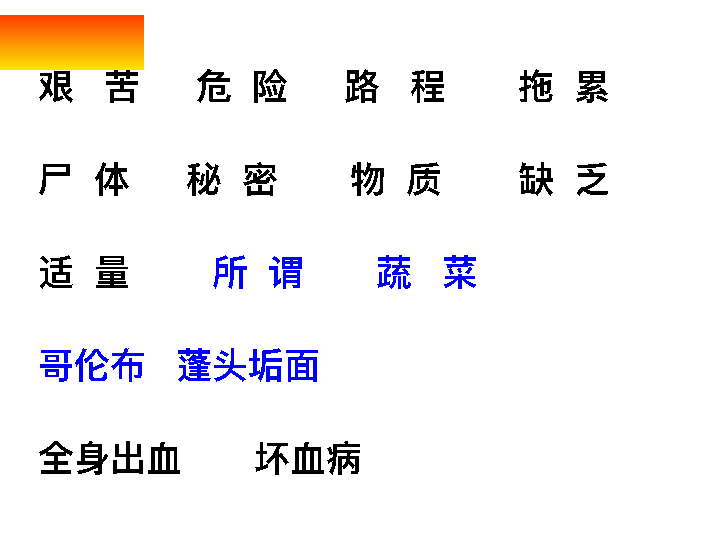 艰 苦 危 险 路 程 拖 累
尸 体 秘 密 物 质 缺 乏
适 量 所 谓 蔬 菜
哥伦布 蓬头垢面
全身出血 坏血病